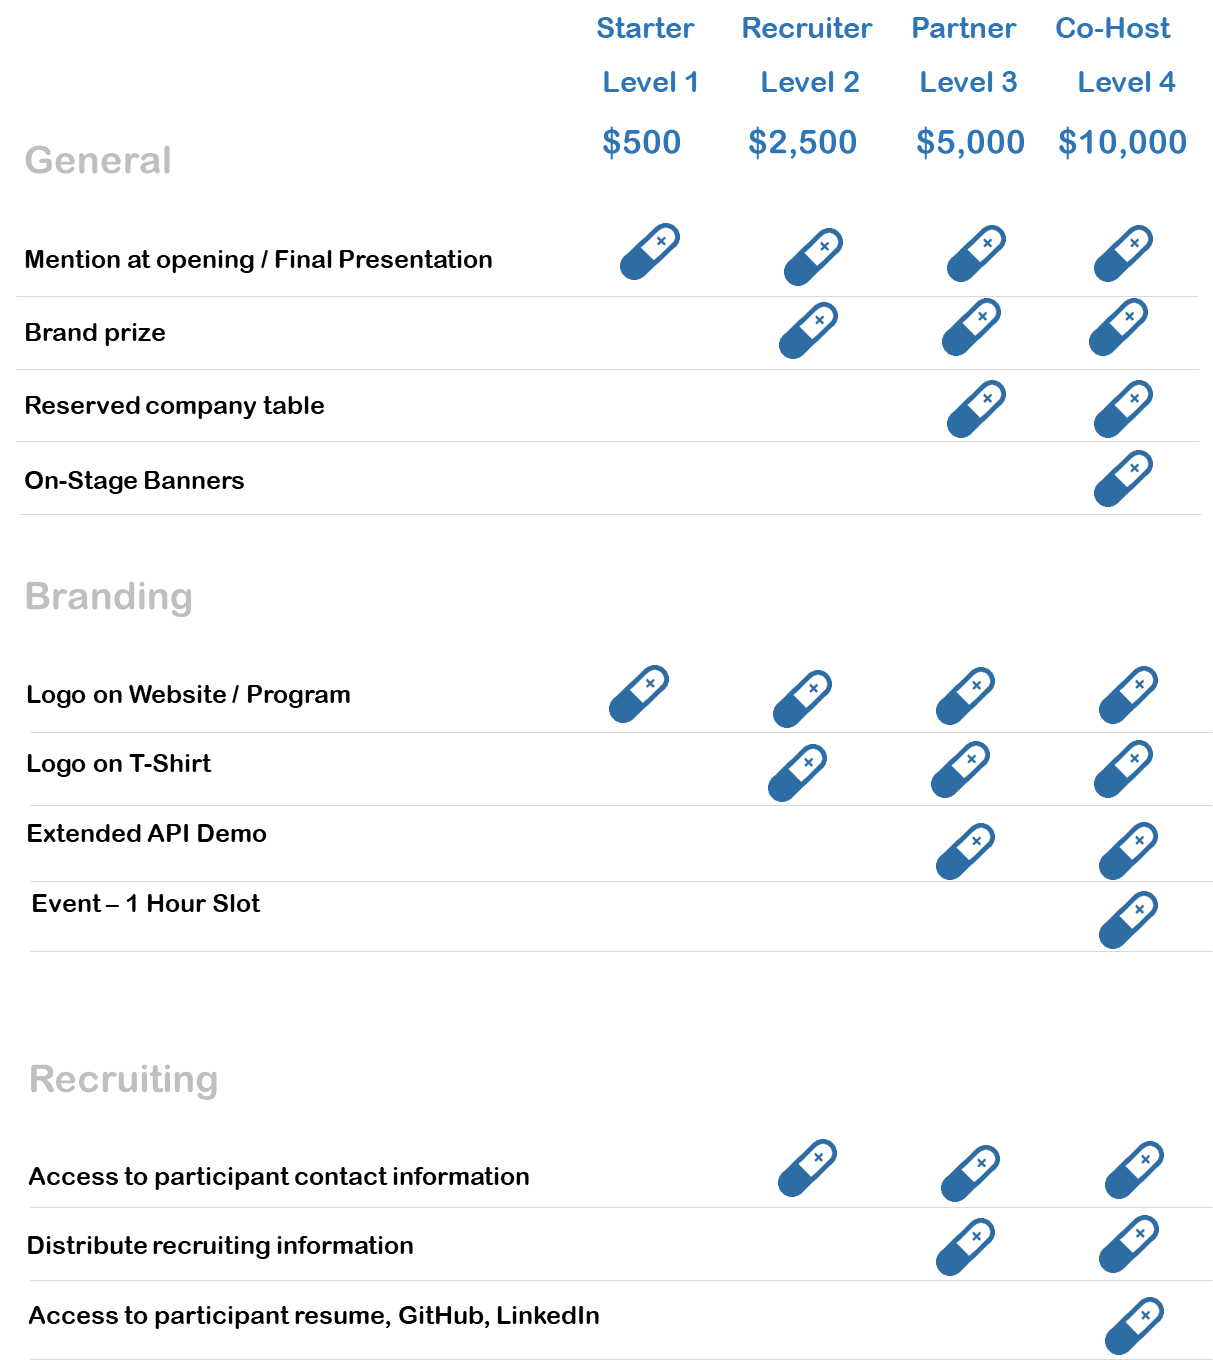 Starter Recruiter Partner Co-Host
Level 1 Level 2 Level 3 Level 4
$500 $2,500 $5,000 $10,000
General
Mention at opening / Final Presentation
Brand prize
Reserved company table
On-Stage Banners
Branding
Logo on Website / Program
Logo on T-Shirt
Extended API Demo
Event – 1 Hour Slot
Recruiting
Access to participant contact information
Distribute recruiting information
Access to participant resume, GitHub, LinkedIn